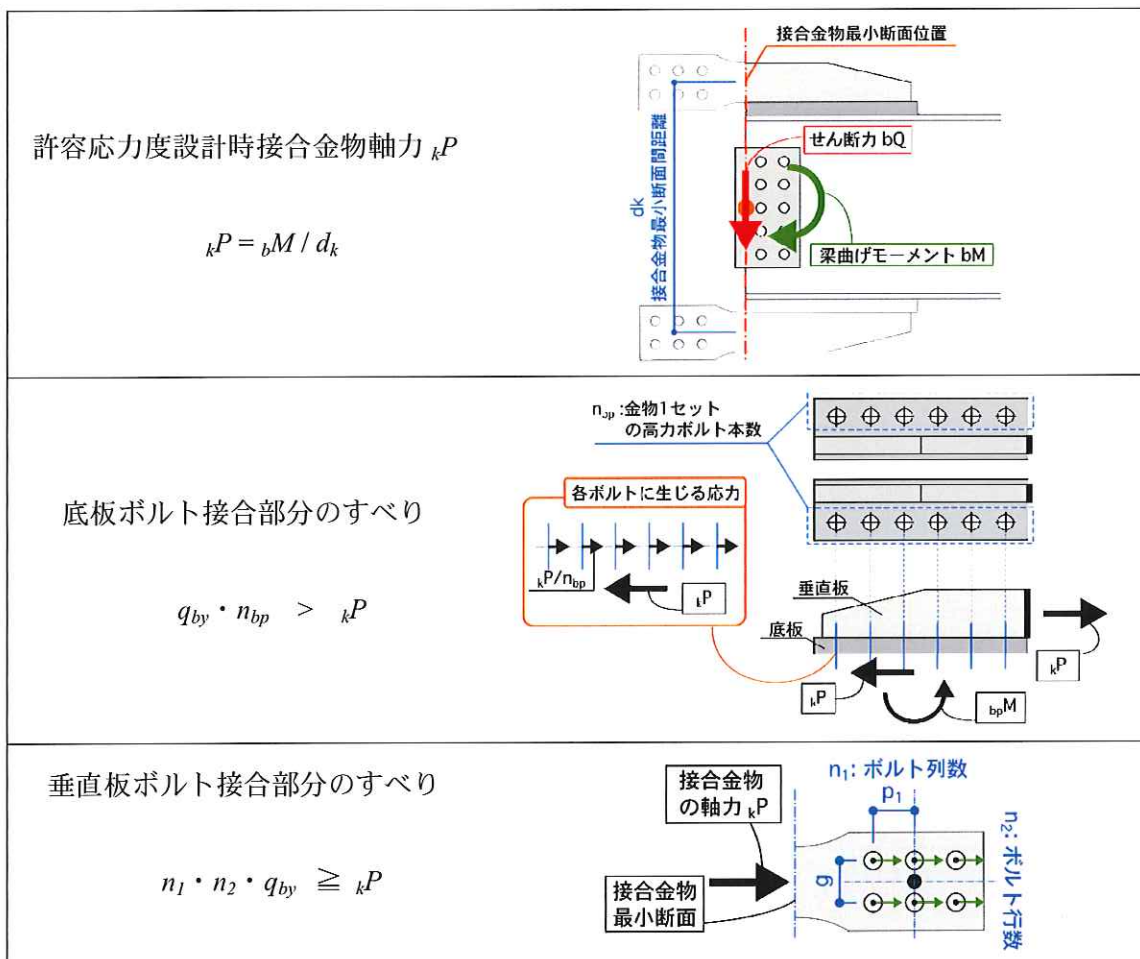 許容応力度設計時接合金物軸力 kP
kP = bM / dk
接合金物最小断面位置
dk
接合金物最小断面間距離
せん断力 bQ
梁曲げモーメント bM
底板ボルト接合部分のすべり
qby・nbp > kP
nbp :金物1セット
の高力ボルト本数
各ボルトに生じる応力
kP/nbp
kP
垂直板
底板
kP
kP
bpM
垂直板ボルト接合部分のすべり
n1・n2・qby ≧ kP
接合金物
の軸力 kP
接合金物
最小断面
n1: ボルト列数
p1
g
n2: ボルト行数